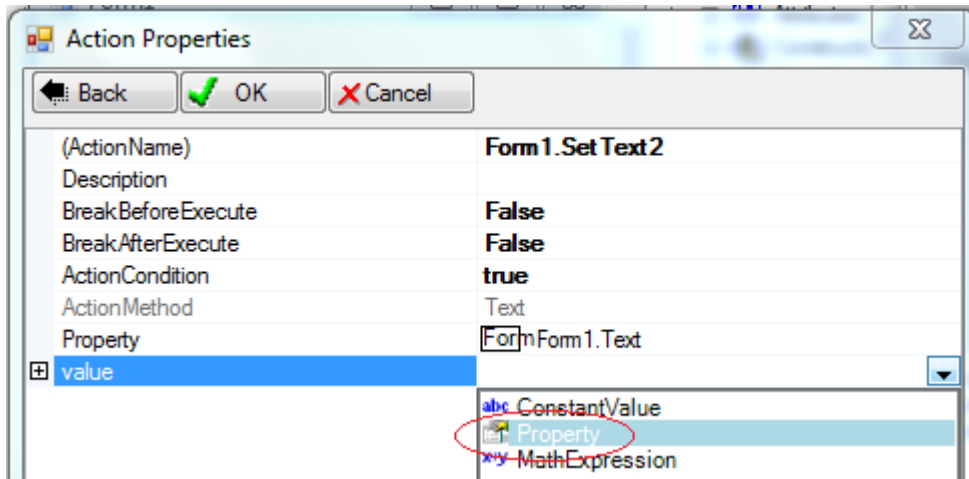 Action Properties
Back OK Cancel
(ActionName) Form1.SetText2
Description
BreakBeforeExecute False
BreakAfterExecute False
ActionCondition true
ActionMethod Text
Property Form Form1.Text
value
abc ConstantValue
Property
x·y MathExpression